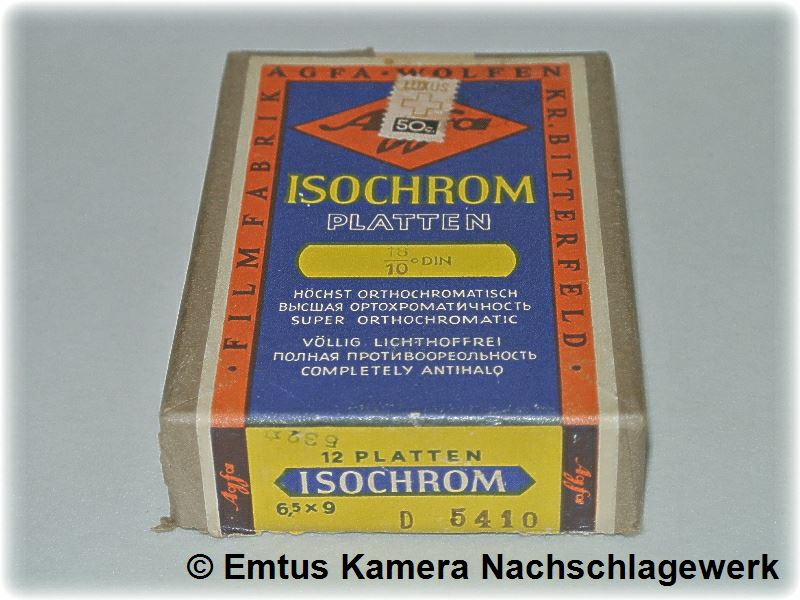 AGFA · WOLFEN
KR. BITTERFELD ·
· FILMFABRIK
LUXUS
50c.
Agfa
ISOCHROM
PLATTEN
18/10 °DIN
HÖCHST ORTHOCHROMATISCH
ВЫСШАЯ ОРТОХРОМАТИЧНОСТЬ
SUPER ORTHOCHROMATIC
VÖLLIG LICHTHOFFREI
ПОЛНАЯ ПРОТИВООРЕОЛЬНОСТЬ
COMPLETELY ANTIHALO
12 PLATTEN
ISOCHROM
6,5 × 9
D 5410
Agfa
Agfa
© Emtus Kamera Nachschlagewerk